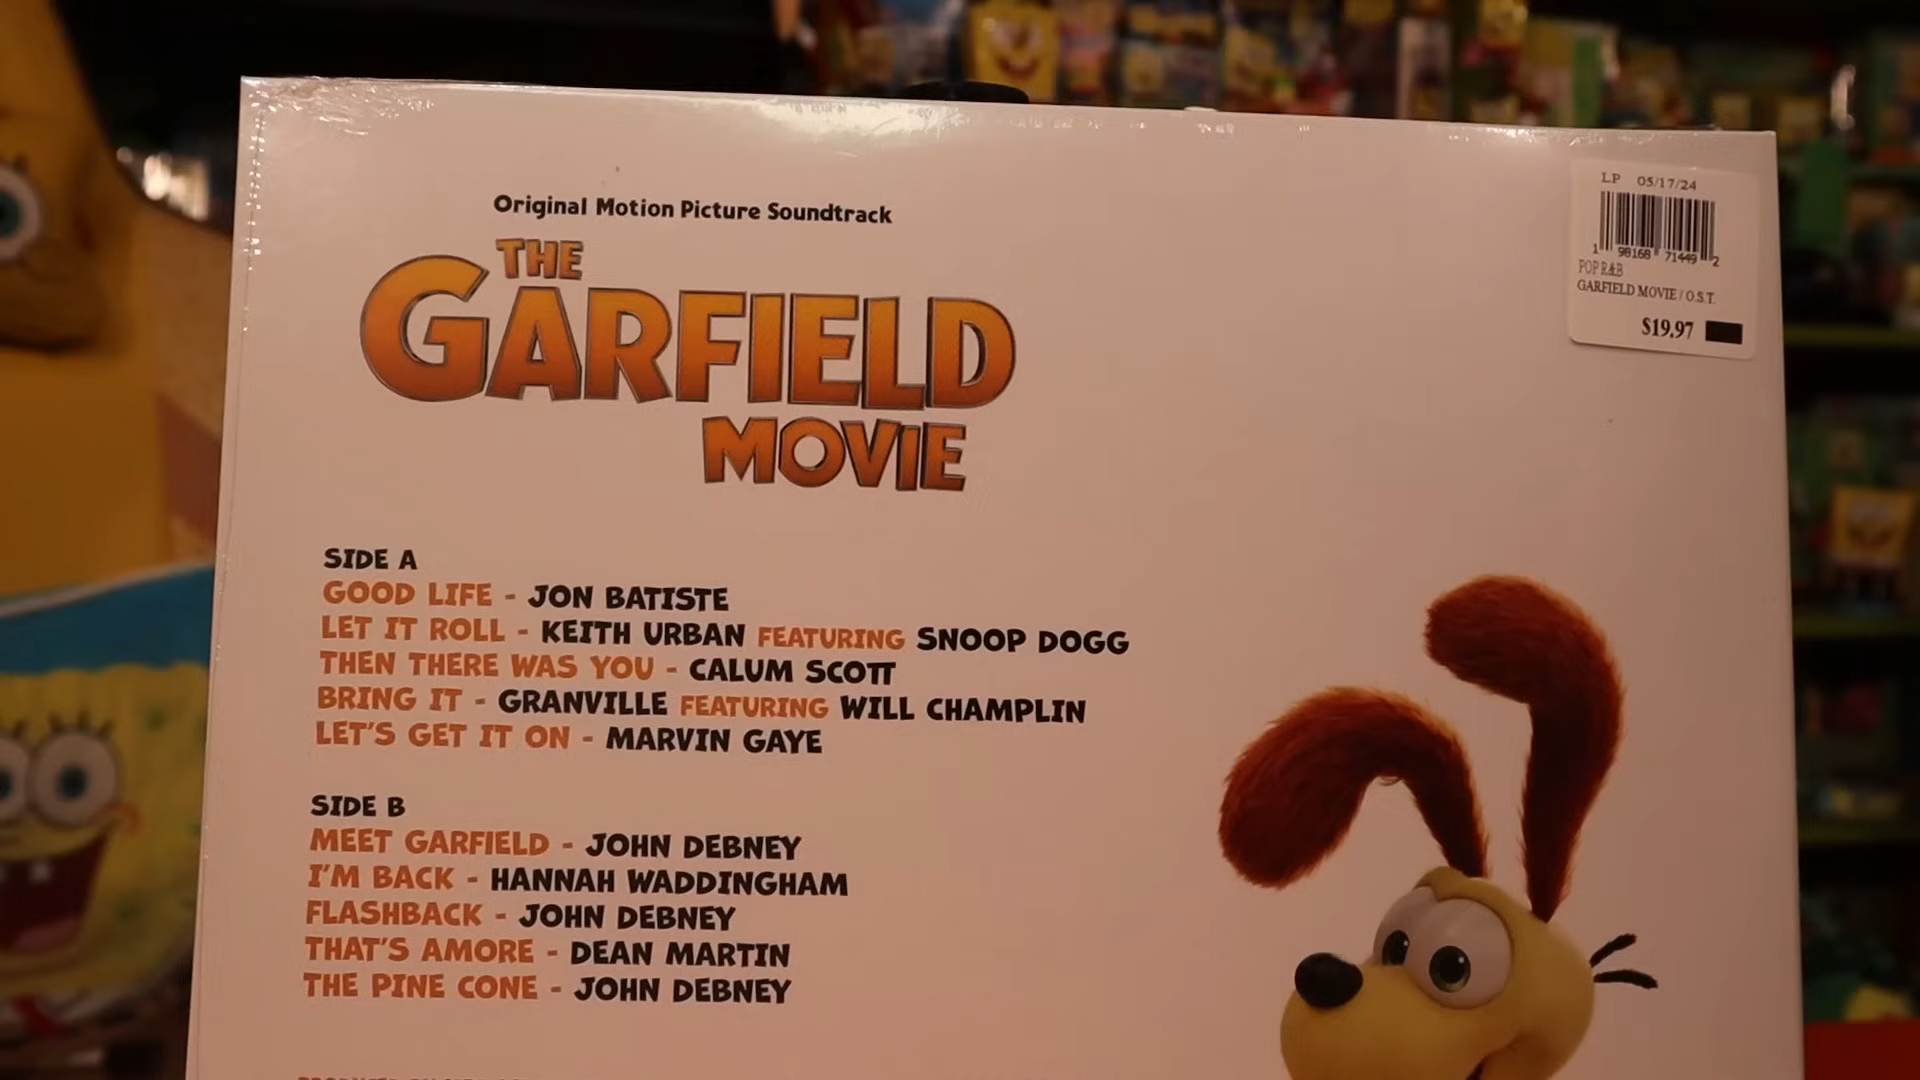 Original Motion Picture Soundtrack
THE
GARFIELD
MOVIE
LP 05/17/24
1 98168 71449 2
POP R&B
GARFIELD MOVIE / O.S.T.
$19.97
SIDE A
GOOD LIFE - JON BATISTE
LET IT ROLL - KEITH URBAN FEATURING SNOOP DOGG
THEN THERE WAS YOU - CALUM SCOTT
BRING IT - GRANVILLE FEATURING WILL CHAMPLIN
LET'S GET IT ON - MARVIN GAYE
SIDE B
MEET GARFIELD - JOHN DEBNEY
I'M BACK - HANNAH WADDINGHAM
FLASHBACK - JOHN DEBNEY
THAT'S AMORE - DEAN MARTIN
THE PINE CONE - JOHN DEBNEY